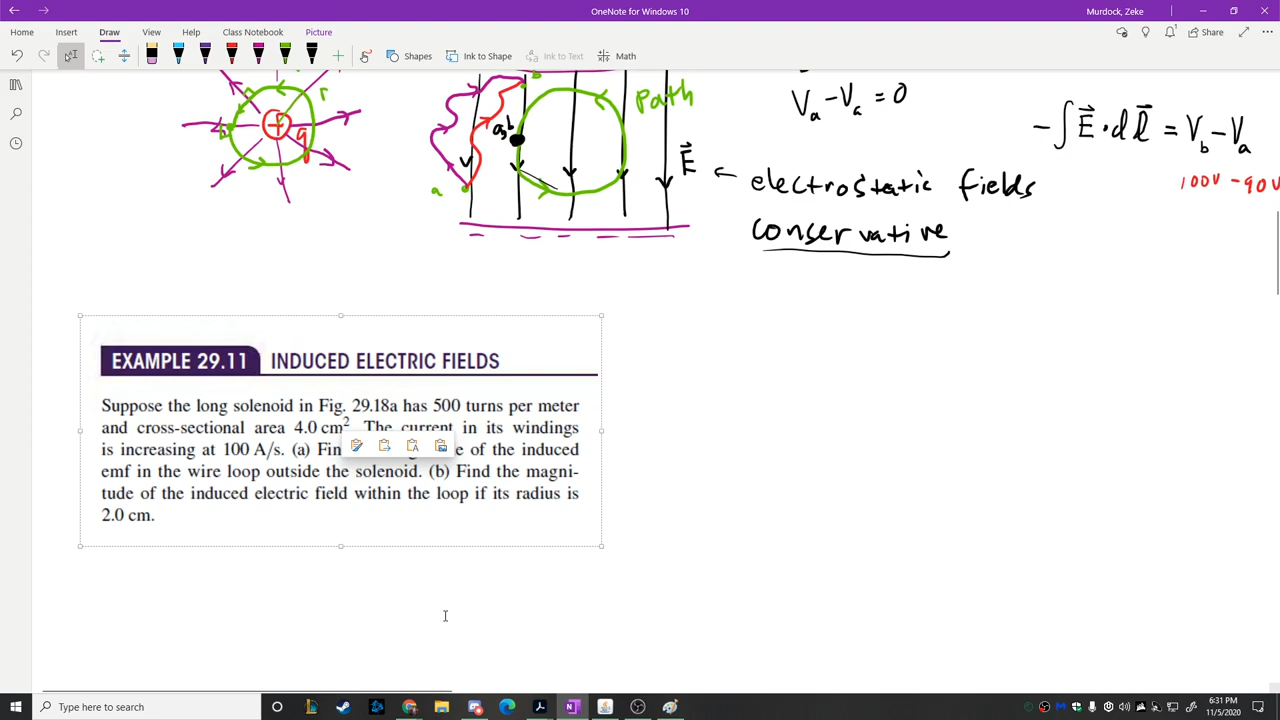 OneNote for Windows 10
Murdock, Zeke
Home
Insert
Draw
View
Help
Class Notebook
Picture
Shapes
Ink to Shape
Ink to Text
Math
Share
r
+
q
b
a,b
a
path
E
Va - Va = 0
-∫E · dl = Vb - Va
100V - 90V
← electrostatic fields
conservative
EXAMPLE 29.11 INDUCED ELECTRIC FIELDS
Suppose the long solenoid in Fig. 29.18a has 500 turns per meter
and cross-sectional area 4.0 cm². The current in its windings
is increasing at 100 A/s. (a) Fin e of the induced
emf in the wire loop outside the solenoid. (b) Find the magni-
tude of the induced electric field within the loop if its radius is
2.0 cm.
Type here to search
6:31 PM
11/5/2020